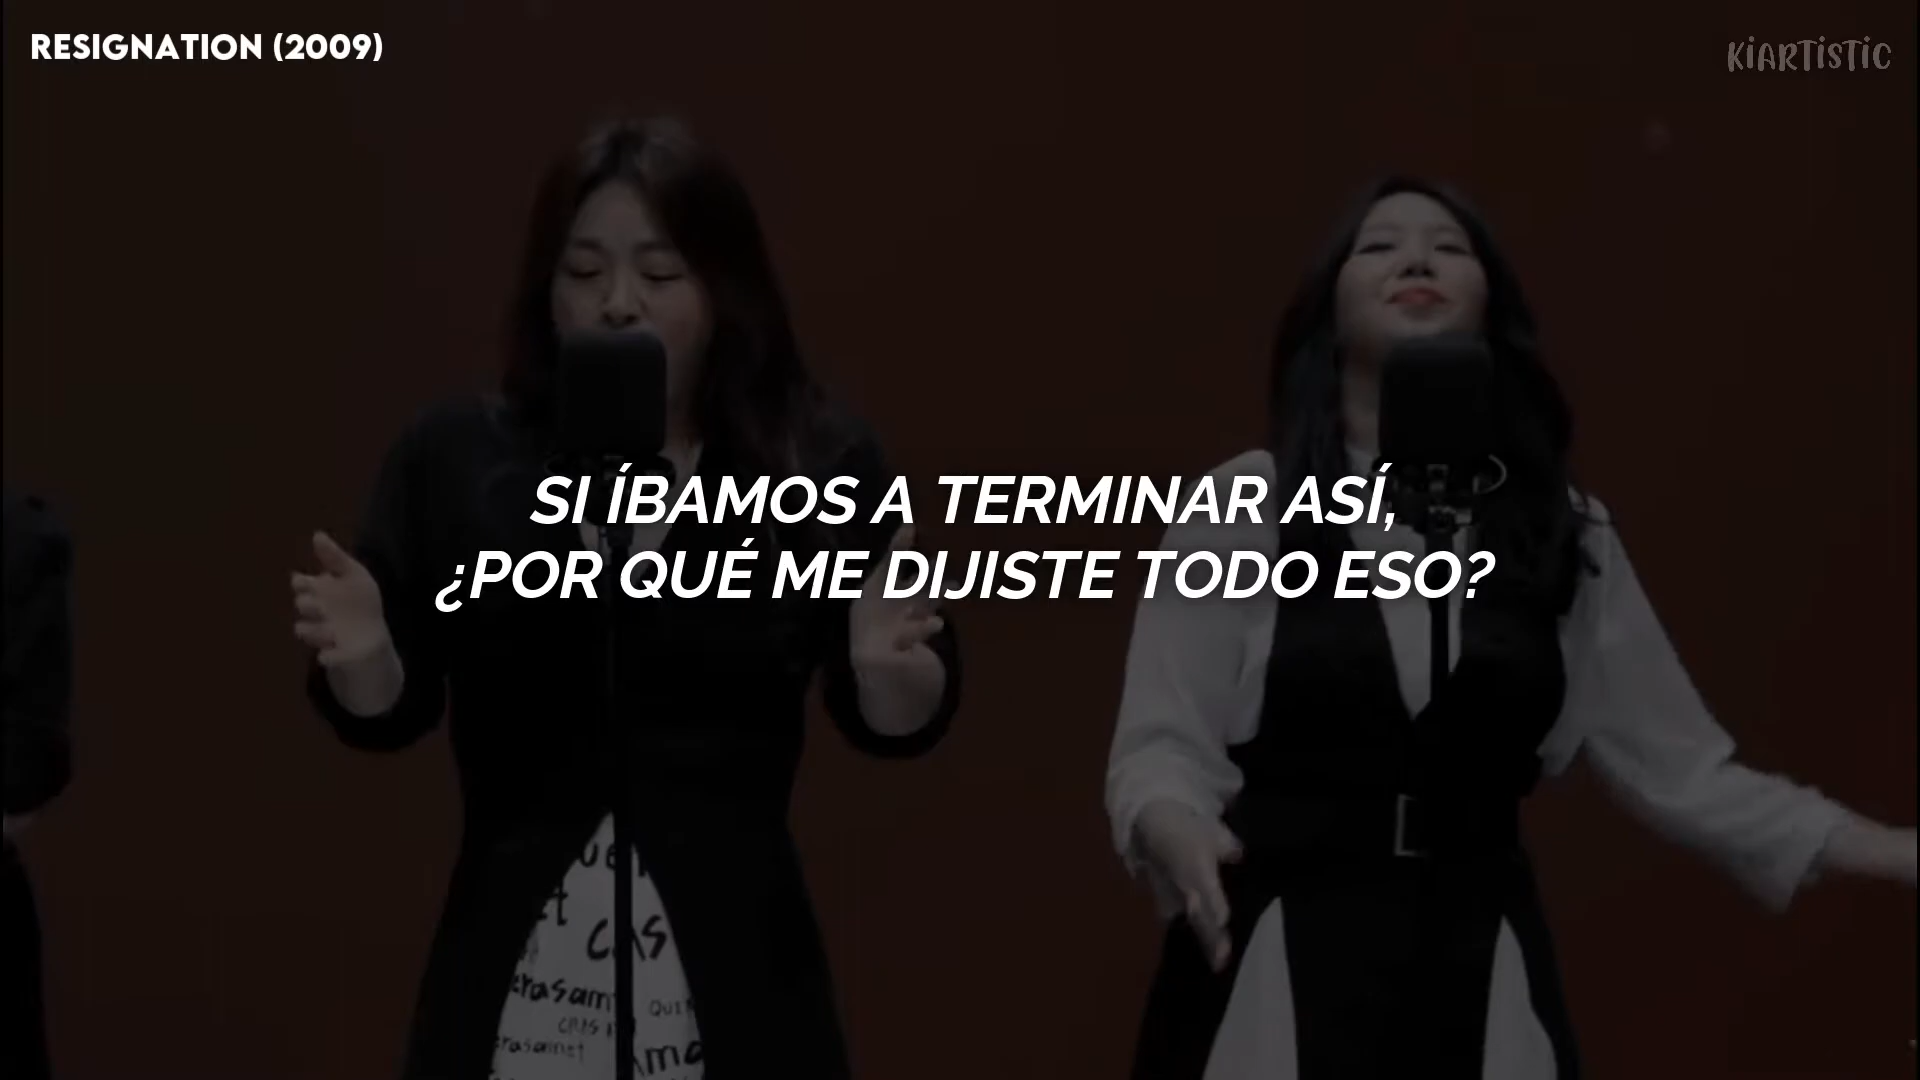 RESIGNATION (2009)
KIARTISTIC
SI ÍBAMOS A TERMINAR ASÍ,
¿POR QUÉ ME DIJISTE TODO ESO?